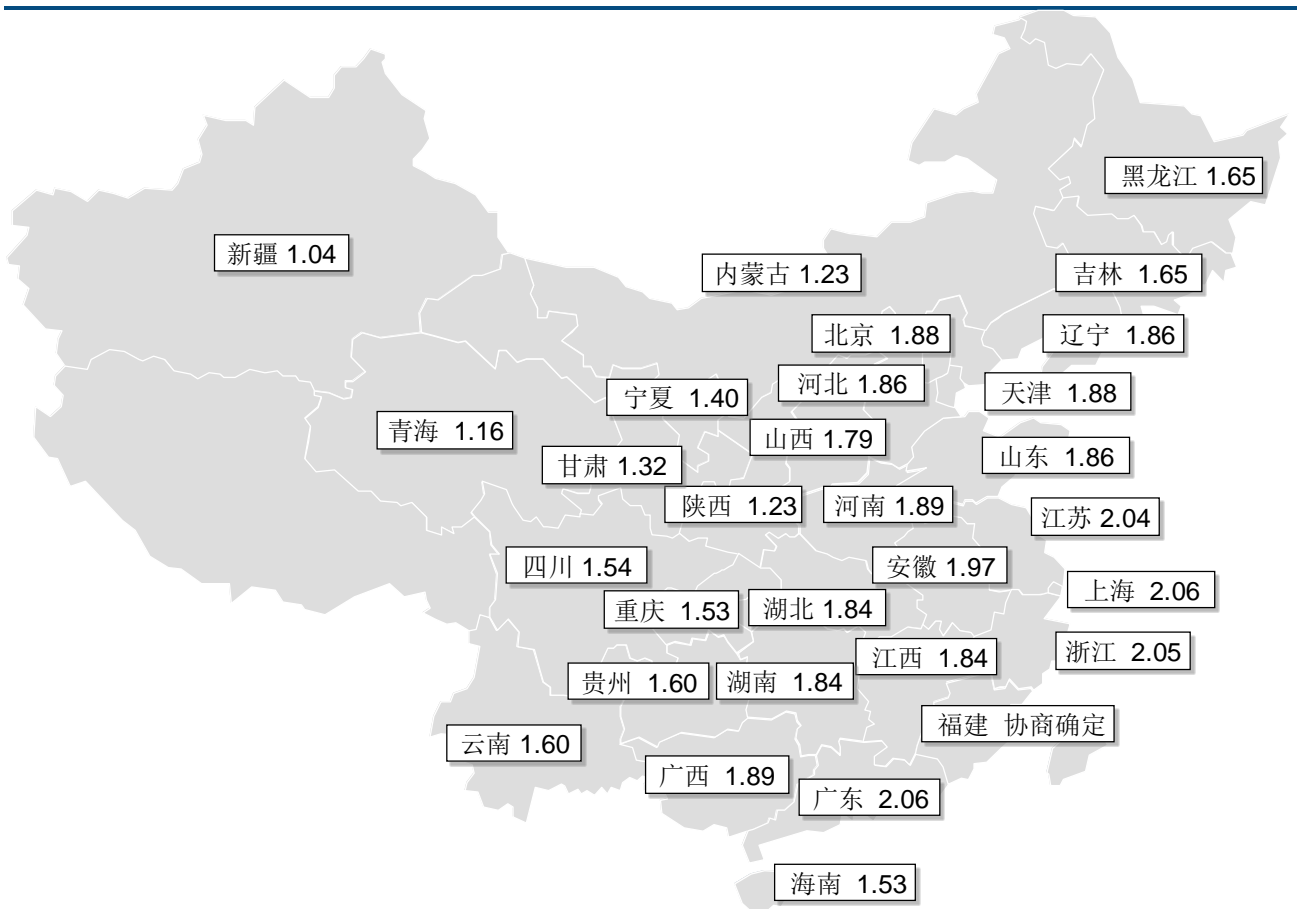 黑龙江 1.65
新疆 1.04
内蒙古 1.23
吉林 1.65
北京 1.88
辽宁 1.86
河北 1.86
天津 1.88
宁夏 1.40
青海 1.16
山西 1.79
山东 1.86
甘肃 1.32
陕西 1.23
河南 1.89
江苏 2.04
四川 1.54
安徽 1.97
上海 2.06
重庆 1.53
湖北 1.84
江西 1.84
浙江 2.05
贵州 1.60
湖南 1.84
福建 协商确定
云南 1.60
广西 1.89
广东 2.06
海南 1.53